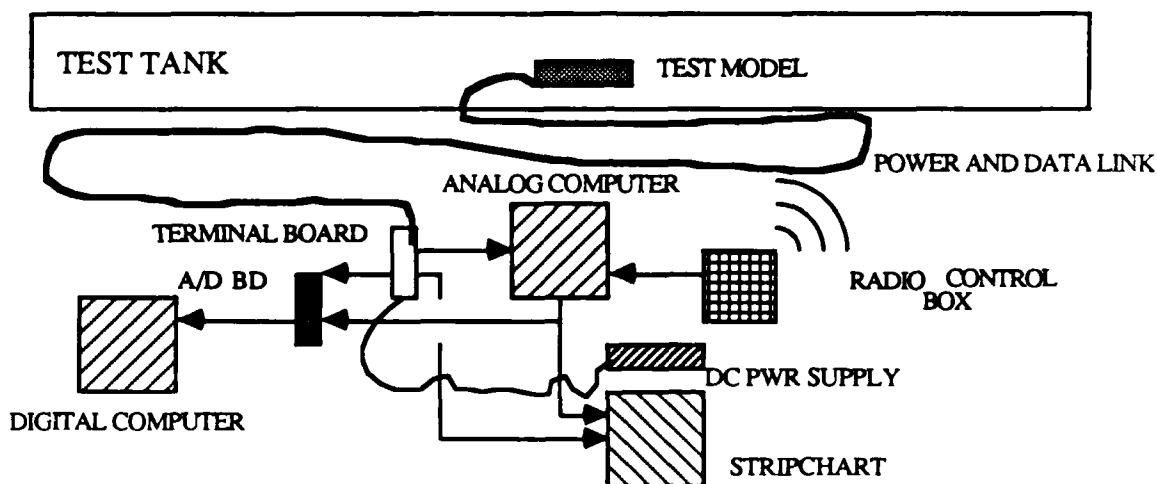 TEST TANK
TEST MODEL
POWER AND DATA LINK
ANALOG COMPUTER
TERMINAL BOARD
A/D BD
RADIO CONTROL
BOX
DC PWR SUPPLY
DIGITAL COMPUTER
STRIPCHART